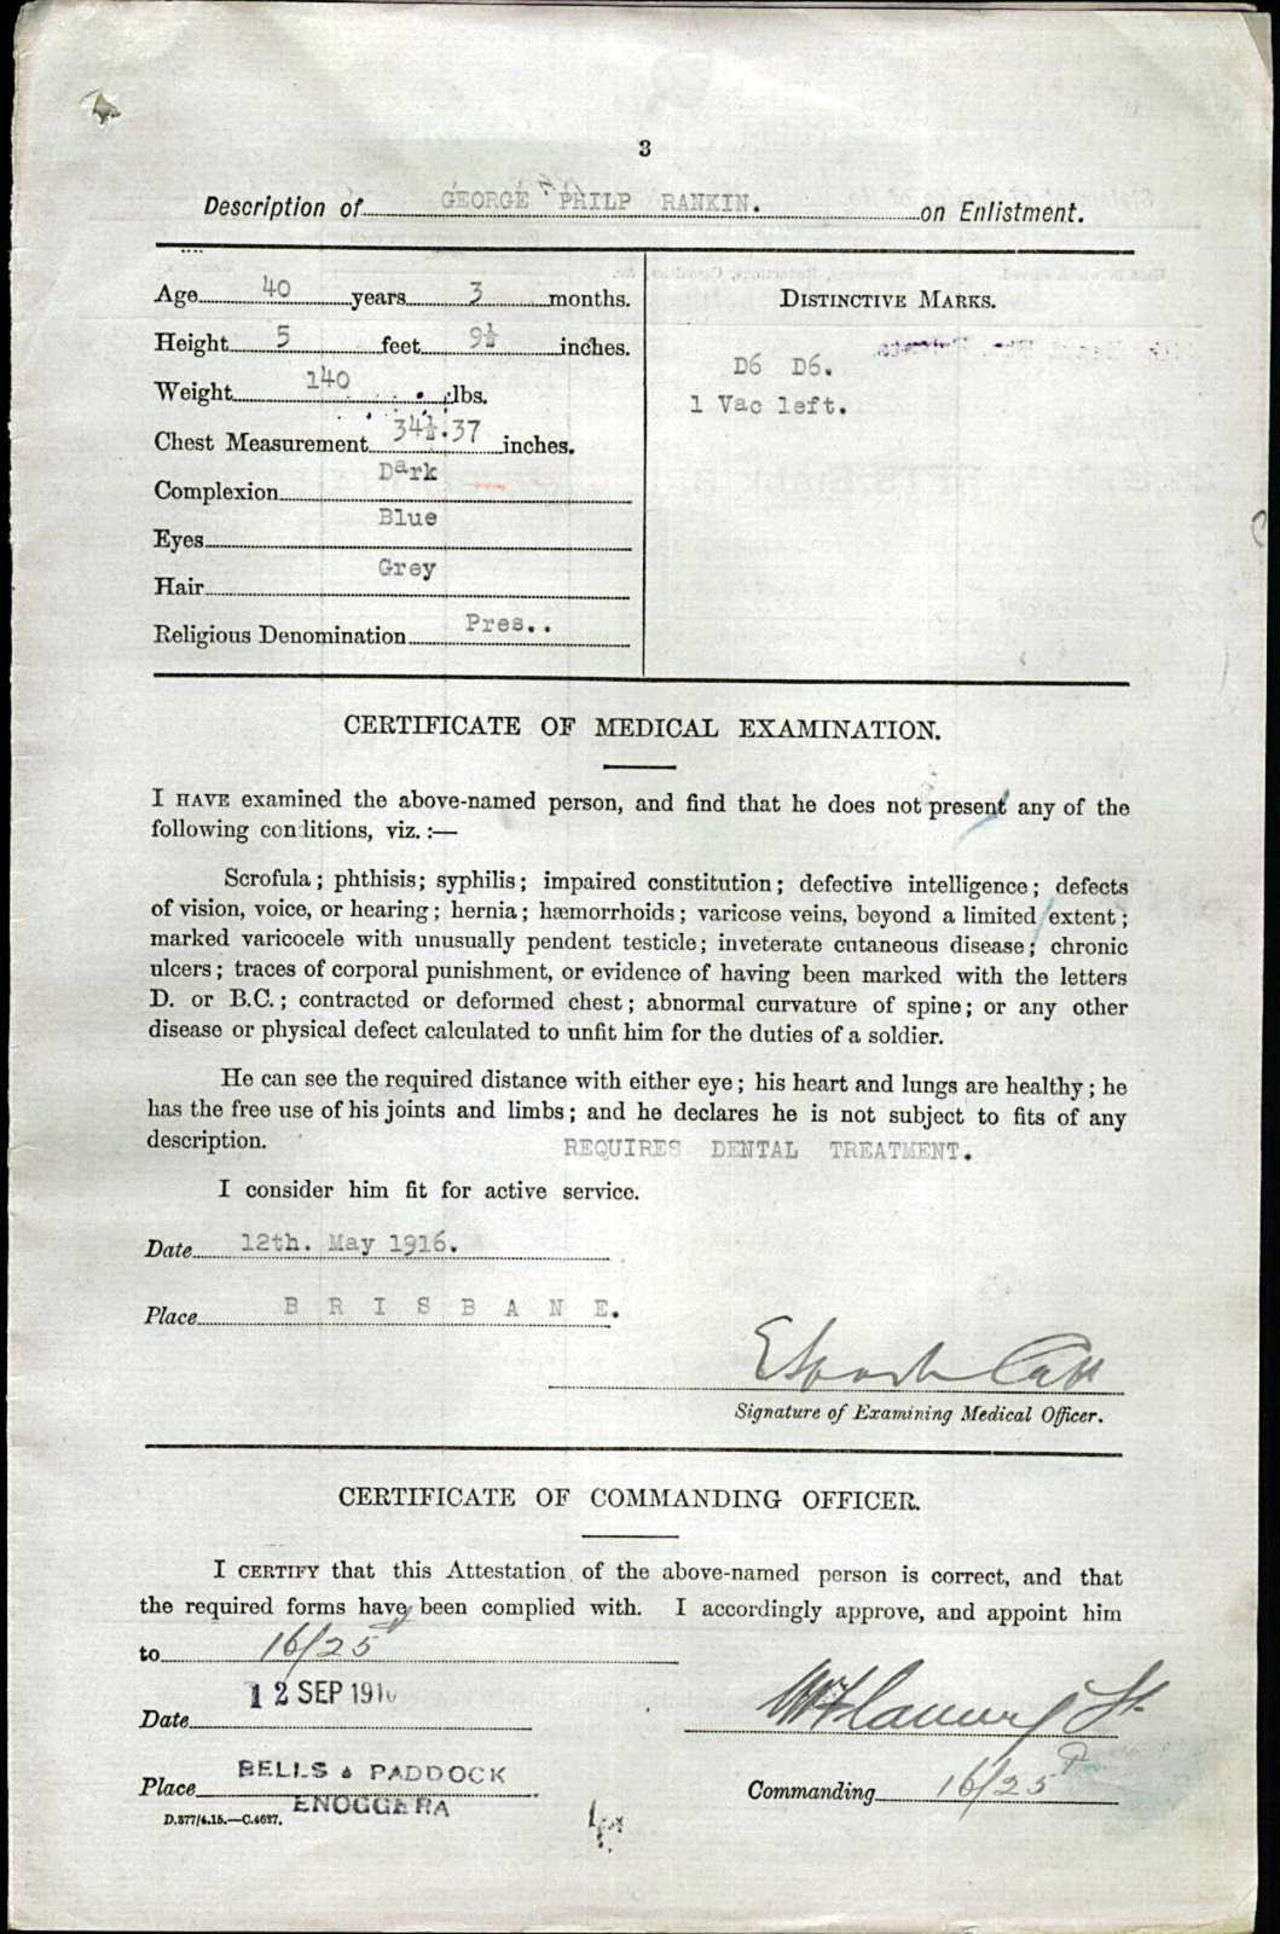 3
Description of GEORGE PHILP RANKIN. on Enlistment.
Age 40 years 3 months.
Height 5 feet 9½ inches.
Weight 140 lbs.
Chest Measurement 34½.37 inches.
Complexion Dark
Eyes Blue
Hair Grey
Religious Denomination Pres..
DISTINCTIVE MARKS.
D6 D6.
1 Vac left.
CERTIFICATE OF MEDICAL EXAMINATION.
I HAVE examined the above-named person, and find that he does not present any of the
following conditions, viz. :—
Scrofula; phthisis; syphilis; impaired constitution; defective intelligence; defects
of vision, voice, or hearing; hernia; hæmorrhoids; varicose veins, beyond a limited extent;
marked varicocele with unusually pendent testicle; inveterate cutaneous disease; chronic
ulcers; traces of corporal punishment, or evidence of having been marked with the letters
D. or B.C.; contracted or deformed chest; abnormal curvature of spine; or any other
disease or physical defect calculated to unfit him for the duties of a soldier.
He can see the required distance with either eye; his heart and lungs are healthy; he
has the free use of his joints and limbs; and he declares he is not subject to fits of any
description. REQUIRES DENTAL TREATMENT.
I consider him fit for active service.
Date 12th. May 1916.
Place B R I S B A N E.
Signature of Examining Medical Officer.
CERTIFICATE OF COMMANDING OFFICER.
I CERTIFY that this Attestation of the above-named person is correct, and that
the required forms have been complied with. I accordingly approve, and appoint him
to 16/25
Date 12 SEP 1916
Place BELLS PADDOCK
ENOGGERA
Commanding 16/25
D.377/4.15.—C.4687.